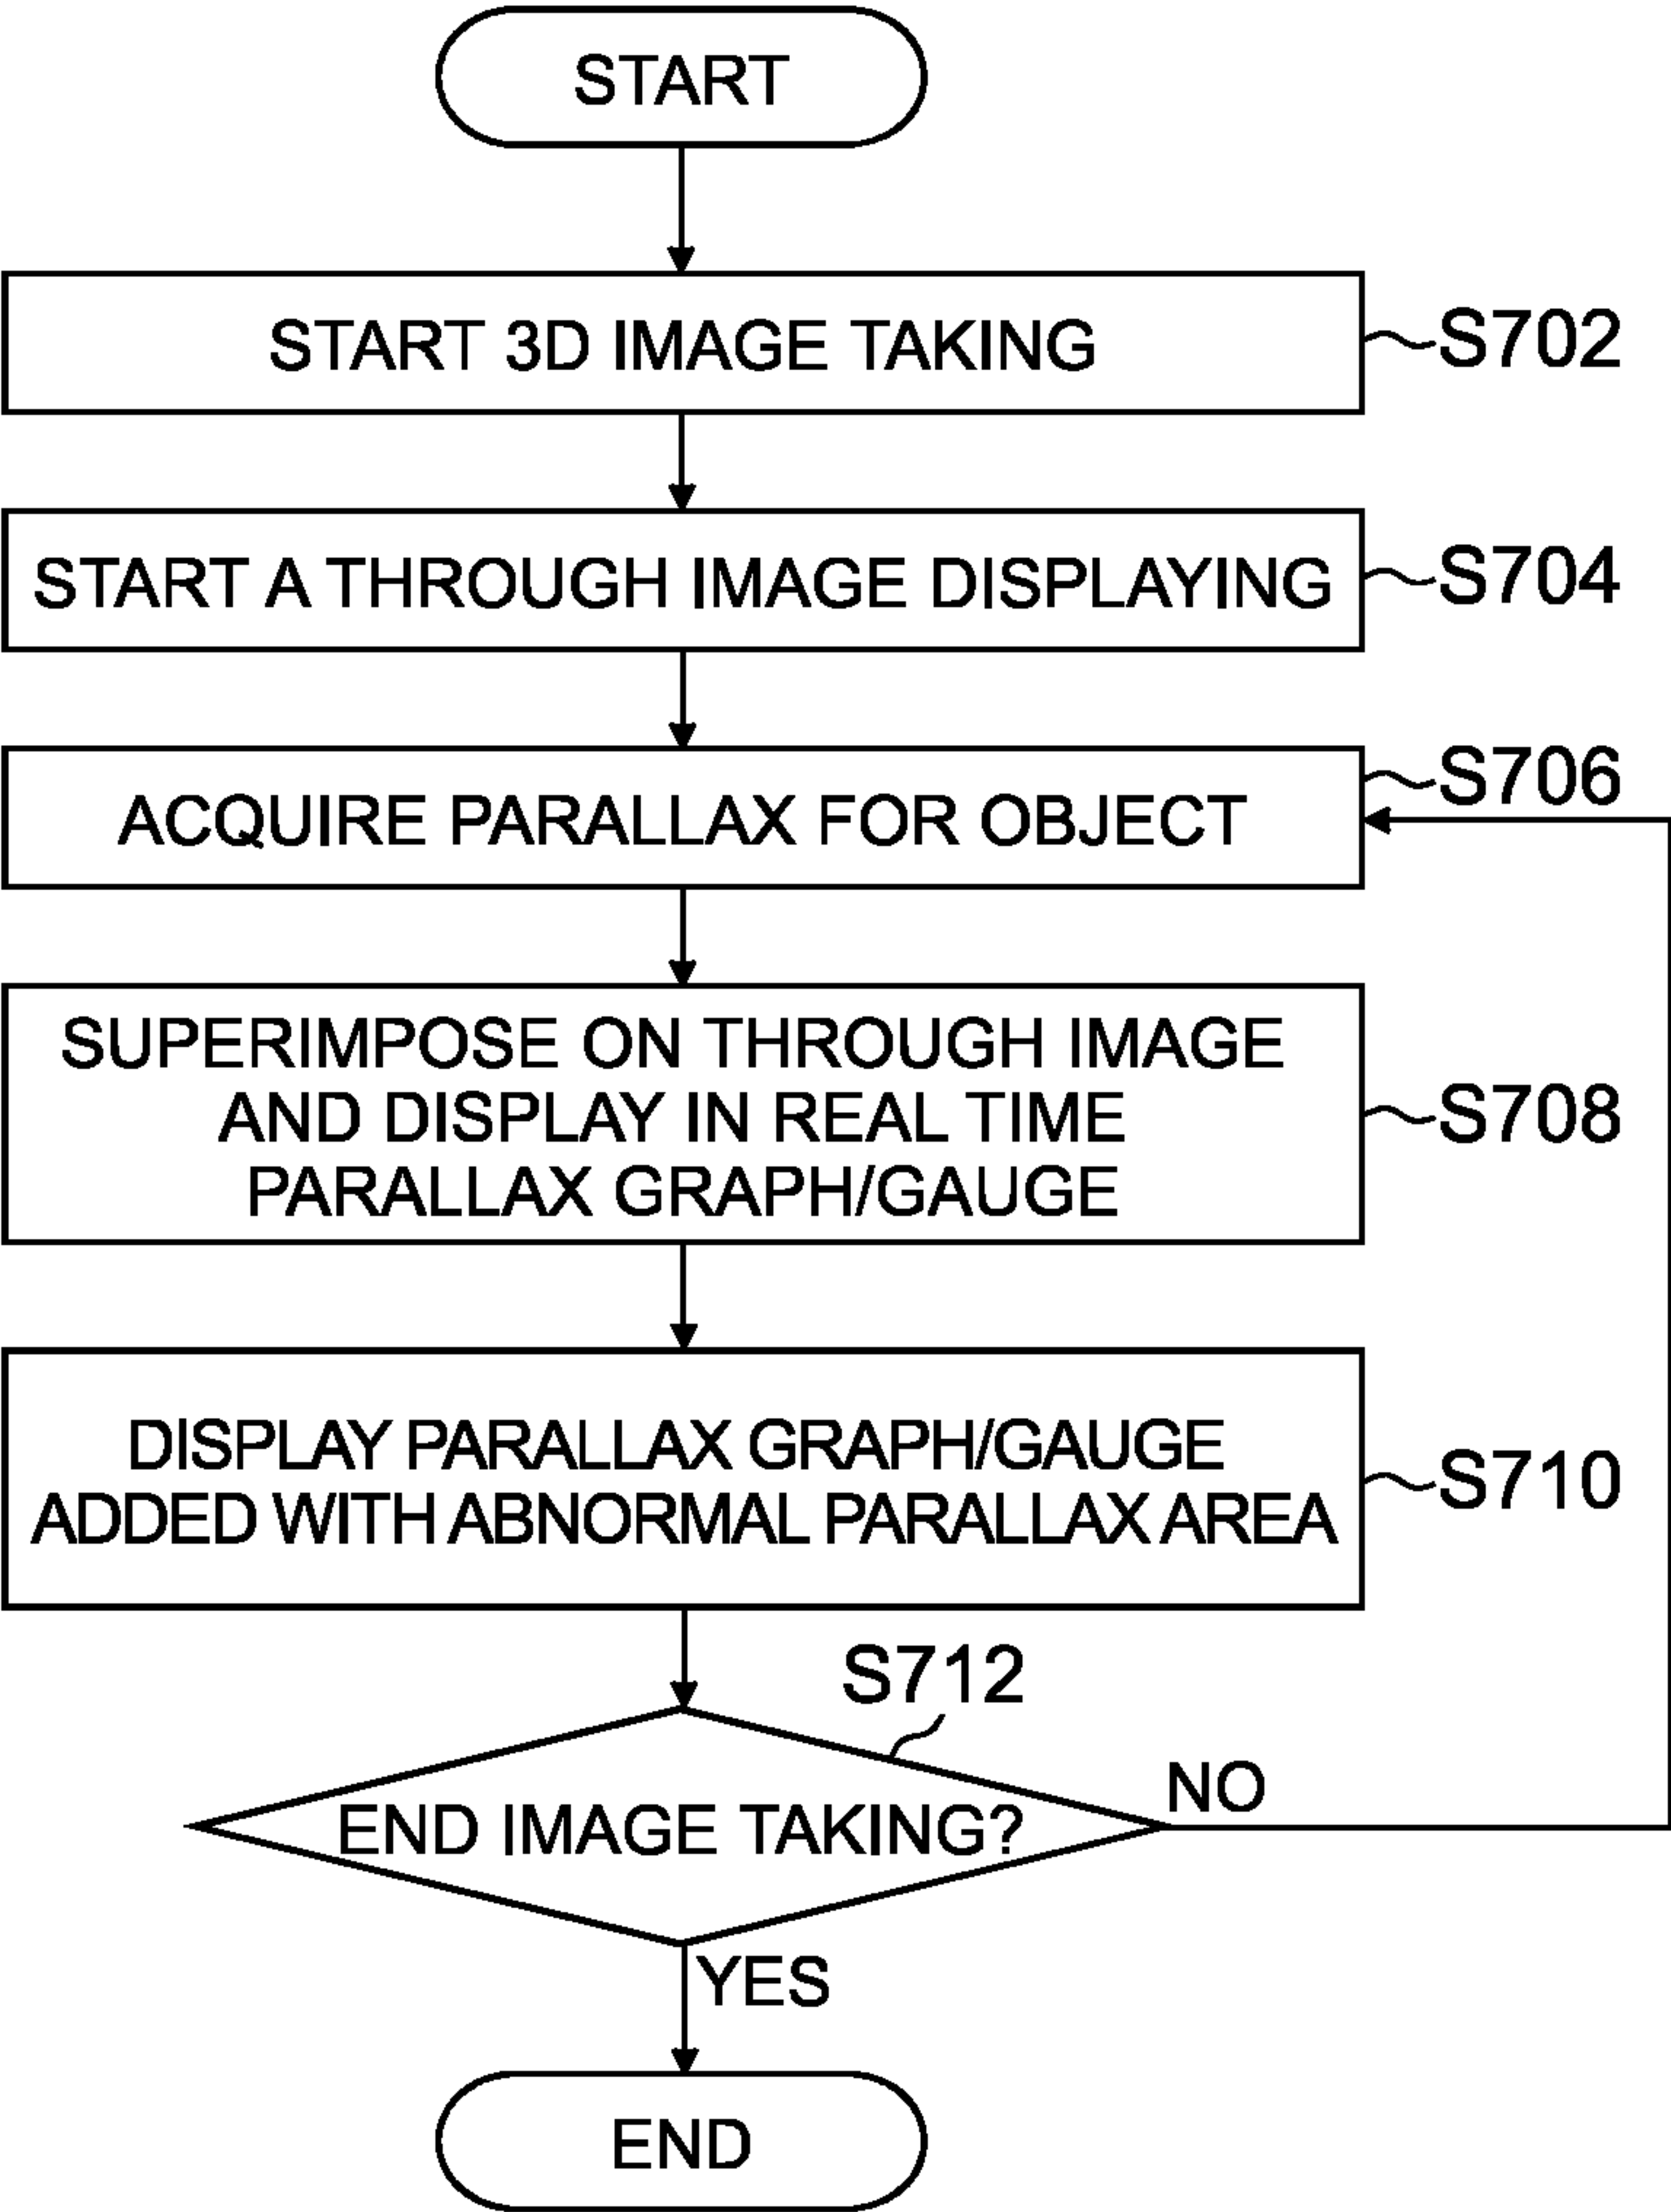 START
START 3D IMAGE TAKING
S702
START A THROUGH IMAGE DISPLAYING
S704
ACQUIRE PARALLAX FOR OBJECT
S706
SUPERIMPOSE ON THROUGH IMAGE
AND DISPLAY IN REAL TIME
PARALLAX GRAPH/GAUGE
S708
DISPLAY PARALLAX GRAPH/GAUGE
ADDED WITH ABNORMAL PARALLAX AREA
S710
S712
END IMAGE TAKING?
NO
YES
END